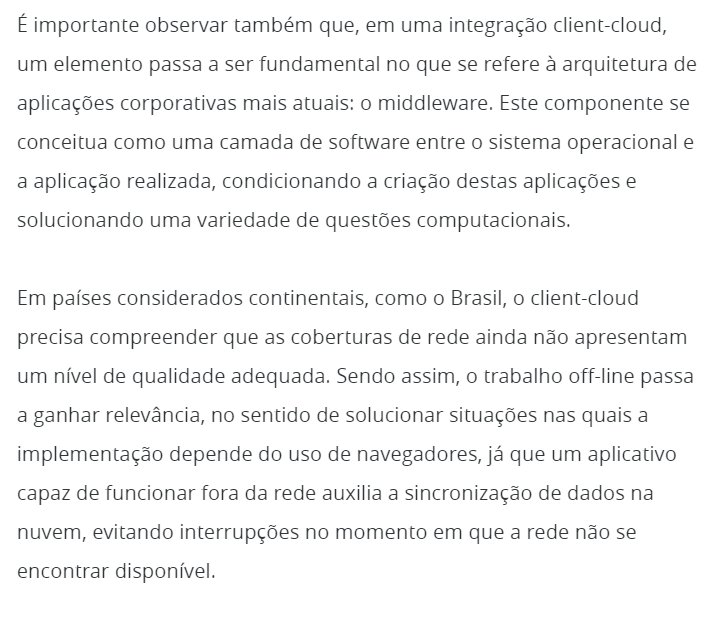 É importante observar também que, em uma integração client-cloud,
um elemento passa a ser fundamental no que se refere à arquitetura de
aplicações corporativas mais atuais: o middleware. Este componente se
conceitua como uma camada de software entre o sistema operacional e
a aplicação realizada, condicionando a criação destas aplicações e
solucionando uma variedade de questões computacionais.
Em países considerados continentais, como o Brasil, o client-cloud
precisa compreender que as coberturas de rede ainda não apresentam
um nível de qualidade adequada. Sendo assim, o trabalho off-line passa
a ganhar relevância, no sentido de solucionar situações nas quais a
implementação depende do uso de navegadores, já que um aplicativo
capaz de funcionar fora da rede auxilia a sincronização de dados na
nuvem, evitando interrupções no momento em que a rede não se
encontrar disponível.